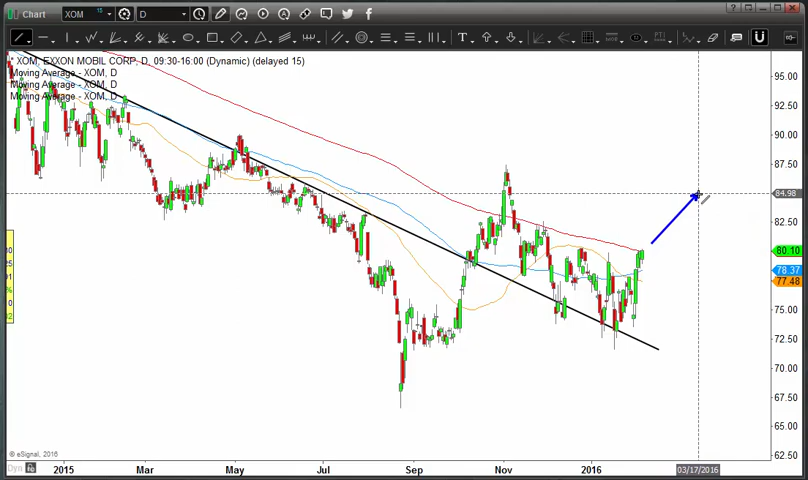 Chart
XOM
15
D
XOM, EXXON MOBIL CORP, D, 09:30-16:00 (Dynamic) (delayed 15)
Moving Average - XOM, D
Moving Average - XOM, D
Moving Average - XOM, D
95.00
92.50
90.00
87.50
84.98
82.50
80.10
78.37
77.48
75.00
72.50
70.00
67.50
65.00
62.50
© eSignal, 2016
Dyn
2015
Mar
May
Jul
Sep
Nov
2016
03/17/2016